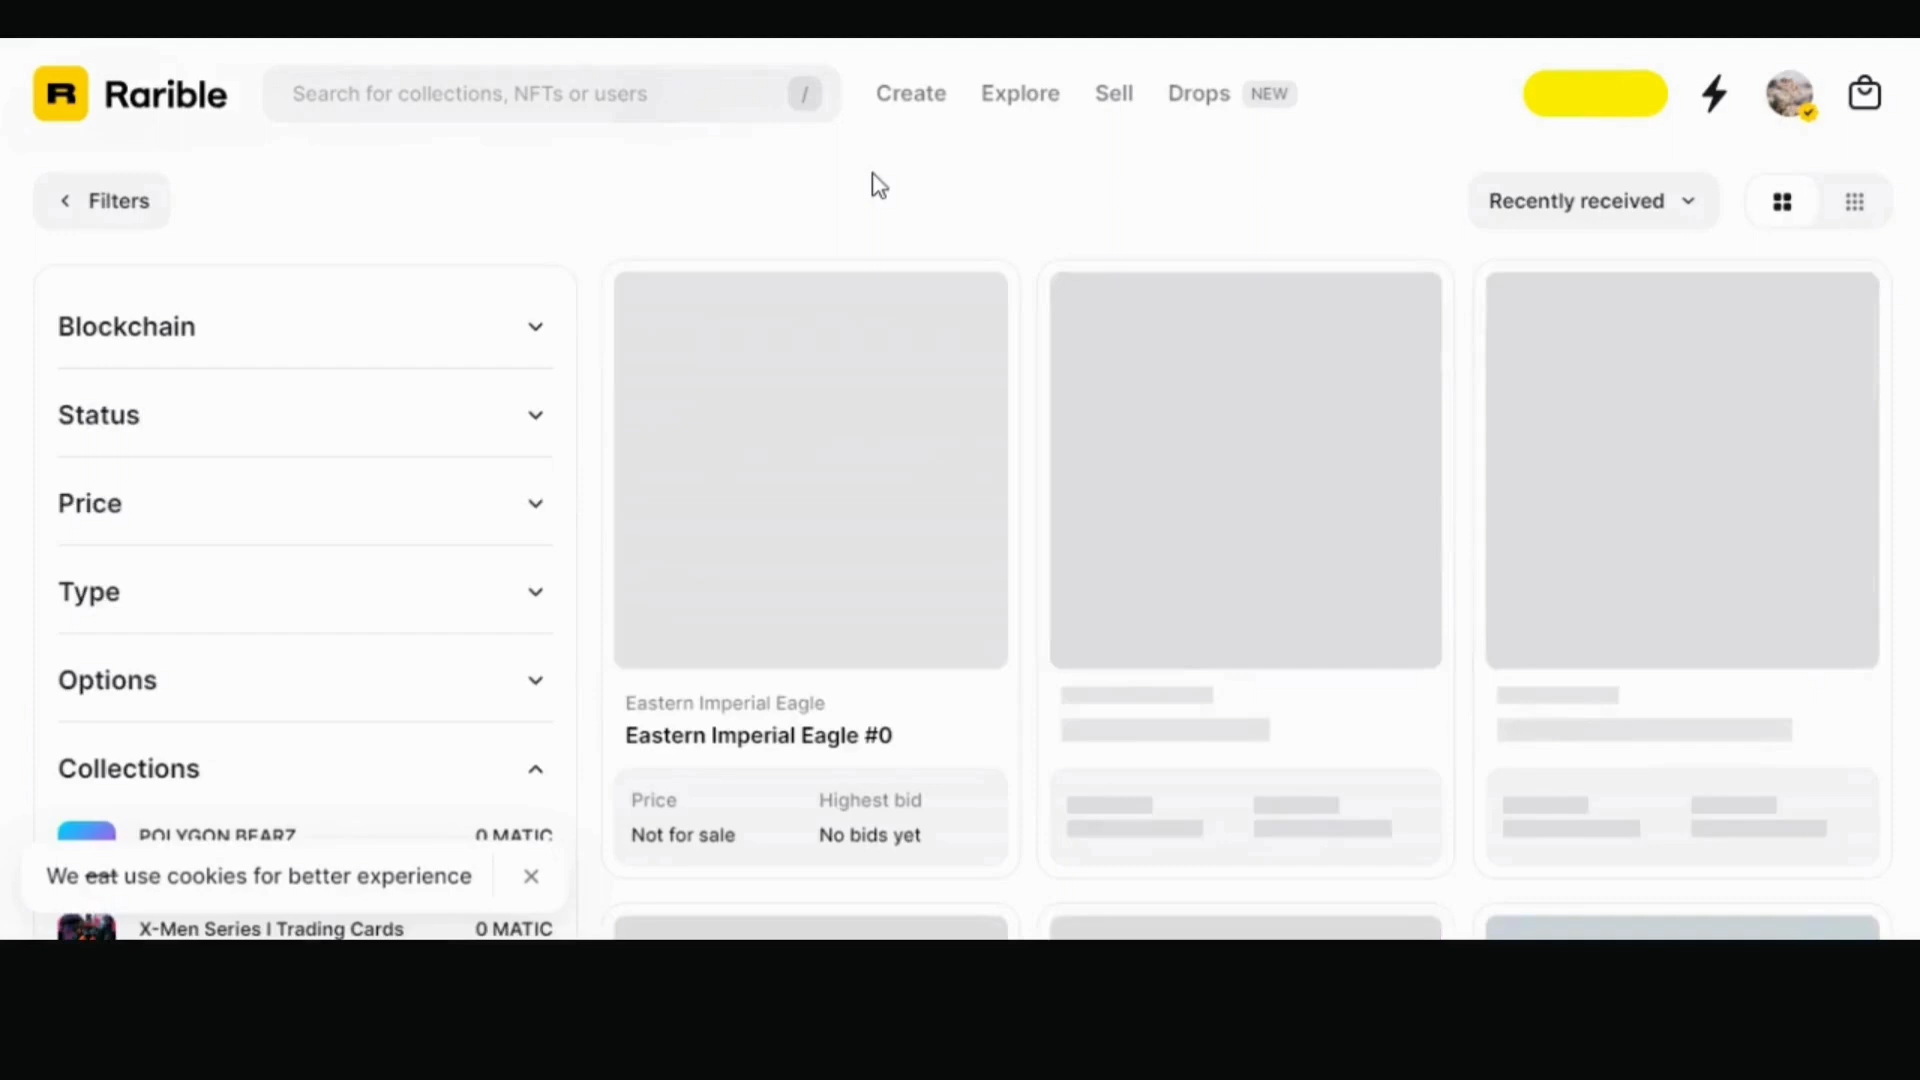 R Rarible
Search for collections, NFTs or users /
Create Explore Sell Drops NEW
Filters
Recently received
Blockchain
Status
Price
Type
Options
Collections
POLYGON BEARZ 0 MATIC
We eat use cookies for better experience
X-Men Series I Trading Cards 0 MATIC
Eastern Imperial Eagle
Eastern Imperial Eagle #0
Price Highest bid
Not for sale No bids yet